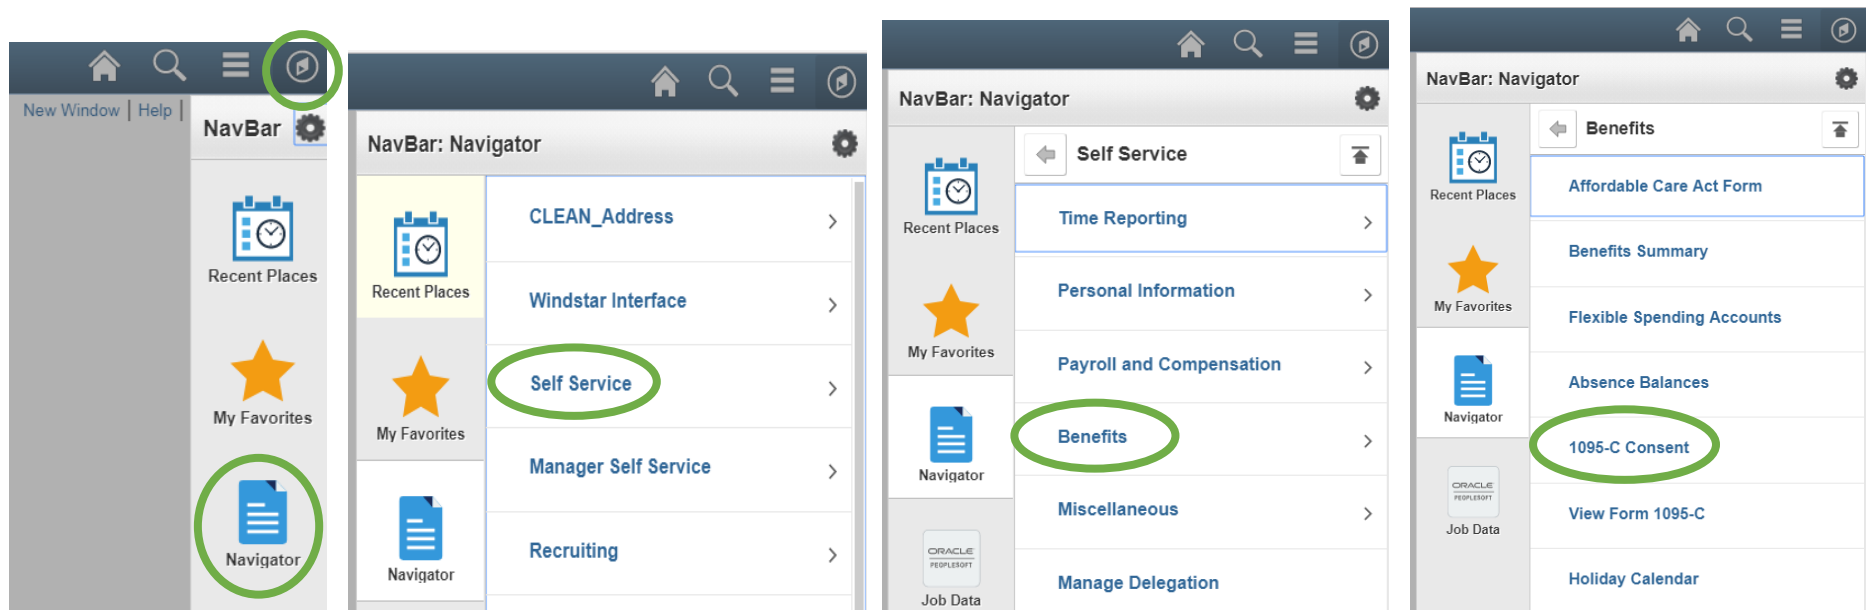 New Window | Help |
NavBar
Recent Places
My Favorites
Navigator
NavBar: Navigator
Recent Places
My Favorites
Navigator
CLEAN_Address
Windstar Interface
Self Service
Manager Self Service
Recruiting
NavBar: Navigator
Recent Places
My Favorites
Navigator
ORACLE
PEOPLESOFT
Job Data
Self Service
Time Reporting
Personal Information
Payroll and Compensation
Benefits
Miscellaneous
Manage Delegation
NavBar: Navigator
Recent Places
My Favorites
Navigator
ORACLE
PEOPLESOFT
Job Data
Benefits
Affordable Care Act Form
Benefits Summary
Flexible Spending Accounts
Absence Balances
1095-C Consent
View Form 1095-C
Holiday Calendar